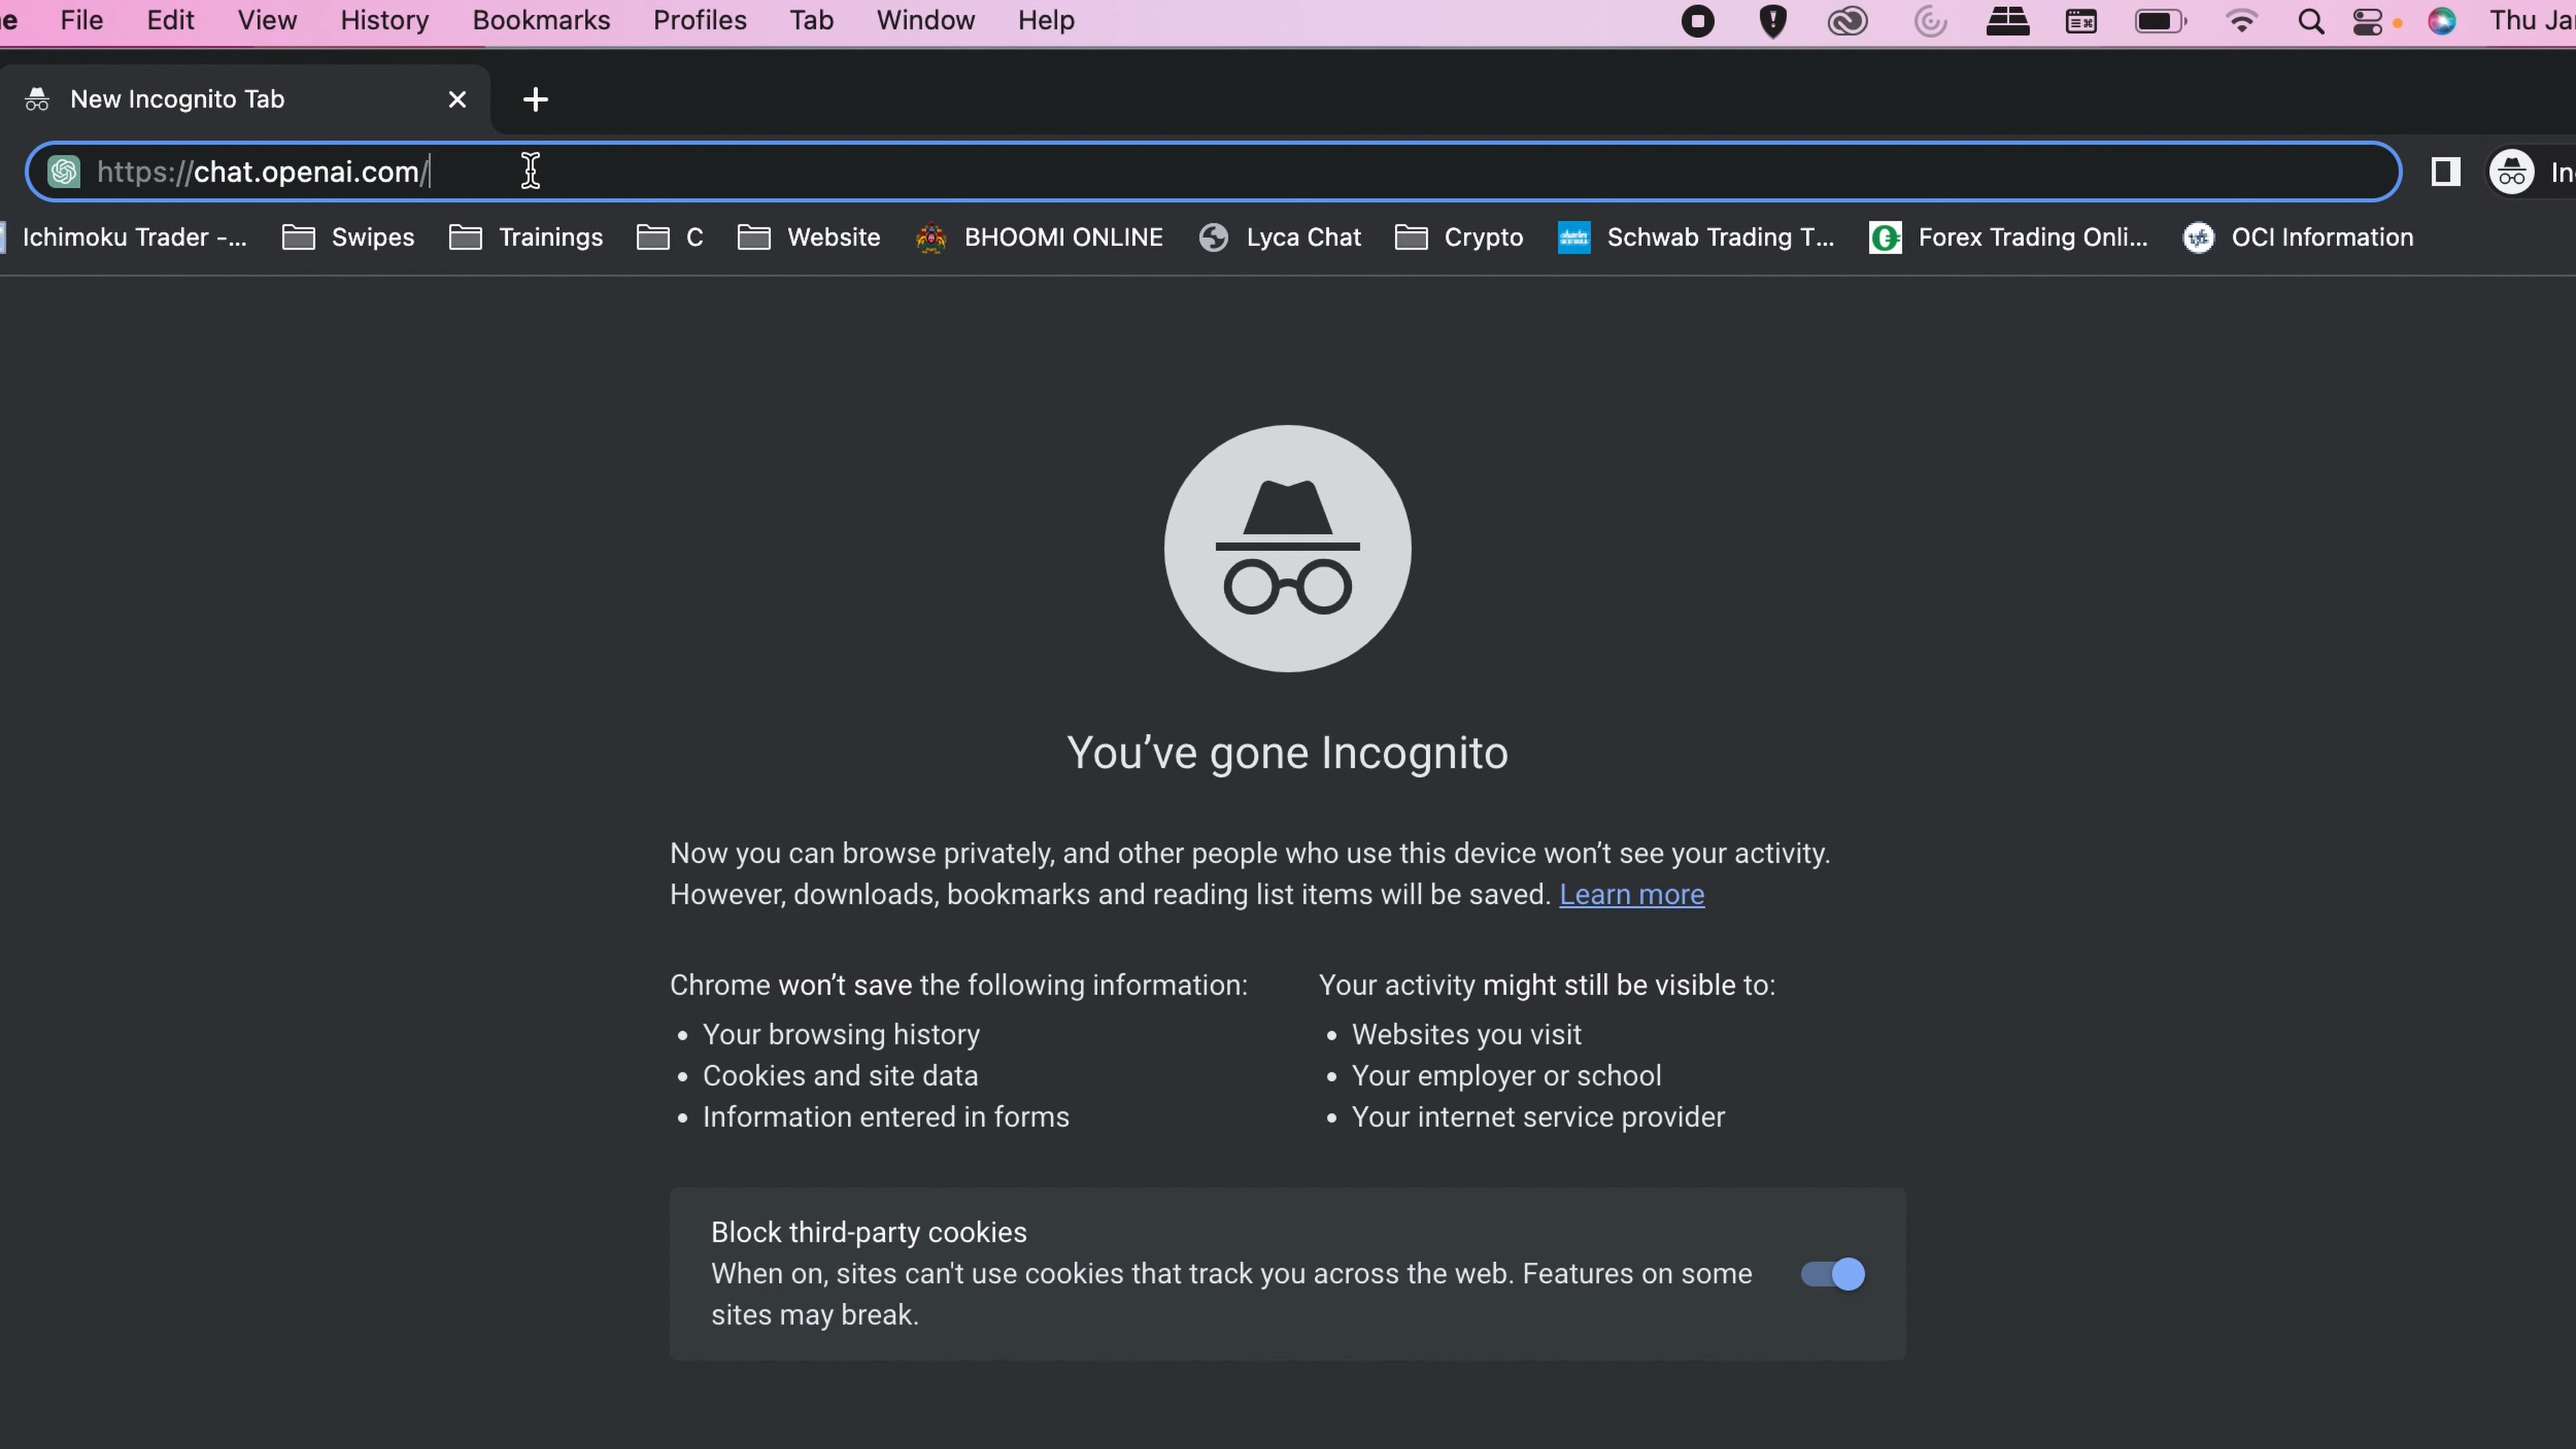 File Edit View History Bookmarks Profiles Tab Window Help
New Incognito Tab
https://chat.openai.com/
Ichimoku Trader -... Swipes Trainings C Website BHOOMI ONLINE Lyca Chat Crypto Schwab Trading T... Forex Trading Onli... OCI Information
You’ve gone Incognito
Now you can browse privately, and other people who use this device won’t see your activity.
However, downloads, bookmarks and reading list items will be saved. Learn more
Chrome won’t save the following information:
Your browsing history
Cookies and site data
Information entered in forms
Your activity might still be visible to:
Websites you visit
Your employer or school
Your internet service provider
Block third-party cookies
When on, sites can't use cookies that track you across the web. Features on some
sites may break.